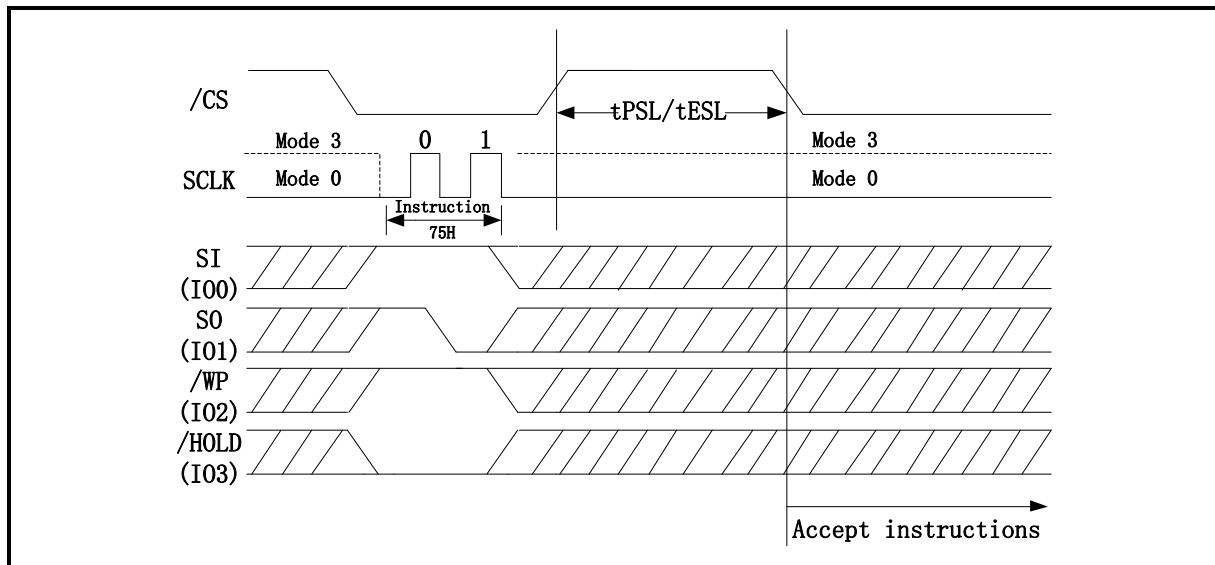 /CS
tPSL/tESL
Mode 3
0
1
Mode 3
SCLK
Mode 0
Mode 0
Instruction
75H
SI
(IO0)
SO
(IO1)
/WP
(IO2)
/HOLD
(IO3)
Accept instructions